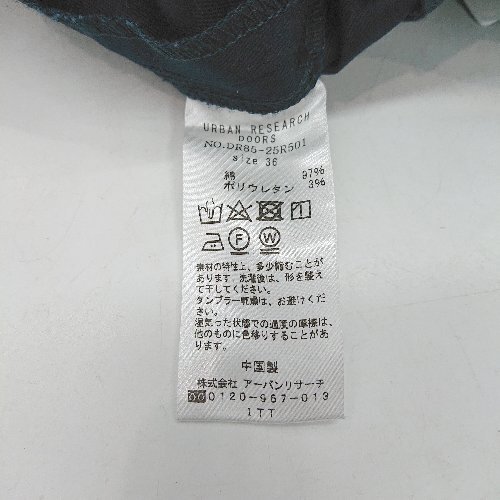 URBAN RESEARCH
DOORS
NO.DR85-25R501
size 36
綿 97%
ポリウレタン 3%
F W
素材の特性上、多少縮むことが
あります。洗濯後は、形を整え
て干してください。
タンブラー乾燥は、お避けくだ
さい。
湿気った状態での過度の摩擦は、
他のものに色移りすることがあ
ります。
中国製
株式会社 アーバンリサーチ
0120-967-013
1TT